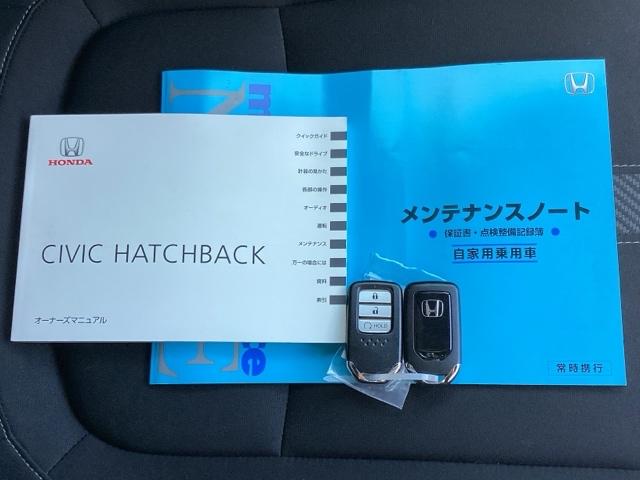 HONDA
CIVIC HATCHBACK
オーナーズマニュアル
クイックガイド
安全なドライブ
計器の見かた
各部の操作
オーディオ
運転
メンテナンス
万一の場合には
資料
索引
メンテナンスノート
保証書・点検整備記録簿
自家用乗用車
常時携行
HOLD